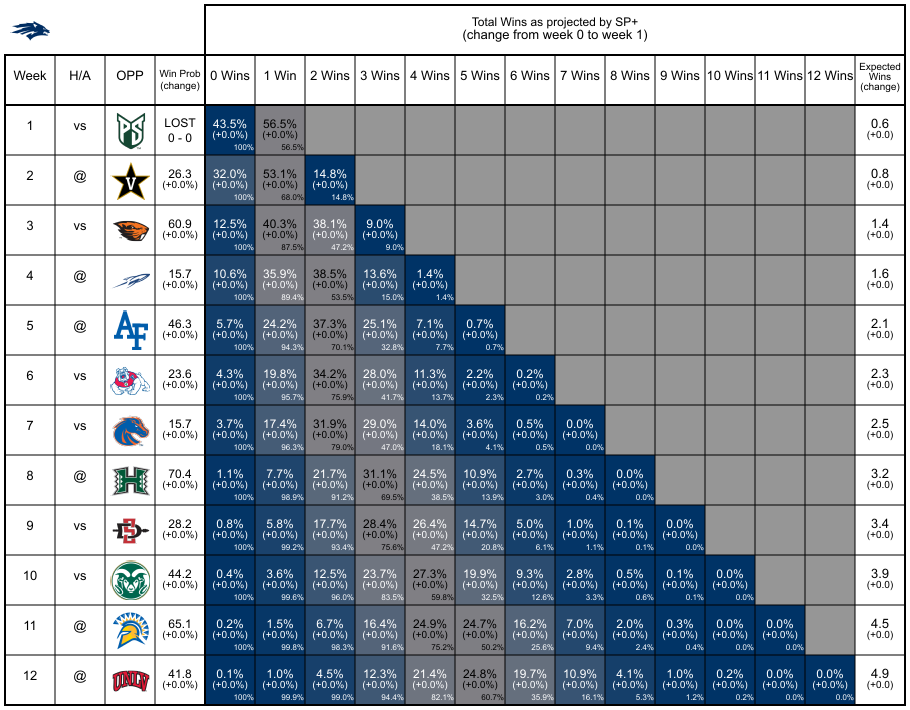 Total Wins as projected by SP+
(change from week 0 to week 1)
Week H/A OPP Win Prob (change) 0 Wins 1 Win 2 Wins 3 Wins 4 Wins 5 Wins 6 Wins 7 Wins 8 Wins 9 Wins 10 Wins 11 Wins 12 Wins Expected Wins (change)
1 vs PS LOST 43.5% 56.5% 0.6
0 - 0 (+0.0%) (+0.0%) (+0.0)
100% 56.5%
2 @ V 26.3 32.0% 53.1% 14.8% 0.8
(+0.0%) (+0.0%) (+0.0%) (+0.0%) (+0.0)
100% 68.0% 14.8%
3 vs 60.9 12.5% 40.3% 38.1% 9.0% 1.4
(+0.0%) (+0.0%) (+0.0%) (+0.0%) (+0.0%) (+0.0)
100% 87.5% 47.2% 9.0%
4 @ 15.7 10.6% 35.9% 38.5% 13.6% 1.4% 1.6
(+0.0%) (+0.0%) (+0.0%) (+0.0%) (+0.0%) (+0.0%) (+0.0)
100% 89.4% 53.5% 15.0% 1.4%
5 @ AF 46.3 5.7% 24.2% 37.3% 25.1% 7.1% 0.7% 2.1
(+0.0%) (+0.0%) (+0.0%) (+0.0%) (+0.0%) (+0.0%) (+0.0%) (+0.0)
100% 94.3% 70.1% 32.8% 7.7% 0.7%
6 vs 23.6 4.3% 19.8% 34.2% 28.0% 11.3% 2.2% 0.2% 2.3
(+0.0%) (+0.0%) (+0.0%) (+0.0%) (+0.0%) (+0.0%) (+0.0%) (+0.0%) (+0.0)
100% 95.7% 75.9% 41.7% 13.7% 2.3% 0.2%
7 vs 15.7 3.7% 17.4% 31.9% 29.0% 14.0% 3.6% 0.5% 0.0% 2.5
(+0.0%) (+0.0%) (+0.0%) (+0.0%) (+0.0%) (+0.0%) (+0.0%) (+0.0%) (+0.0%) (+0.0)
100% 96.3% 79.0% 47.0% 18.1% 4.1% 0.5% 0.0%
8 @ H 70.4 1.1% 7.7% 21.7% 31.1% 24.5% 10.9% 2.7% 0.3% 0.0% 3.2
(+0.0%) (+0.0%) (+0.0%) (+0.0%) (+0.0%) (+0.0%) (+0.0%) (+0.0%) (+0.0%) (+0.0%) (+0.0)
100% 98.9% 91.2% 69.5% 38.5% 13.9% 3.0% 0.4% 0.0%
9 vs SD 28.2 0.8% 5.8% 17.7% 28.4% 26.4% 14.7% 5.0% 1.0% 0.1% 0.0% 3.4
(+0.0%) (+0.0%) (+0.0%) (+0.0%) (+0.0%) (+0.0%) (+0.0%) (+0.0%) (+0.0%) (+0.0%) (+0.0%) (+0.0)
100% 99.2% 93.4% 75.6% 47.2% 20.8% 6.1% 1.1% 0.1% 0.0%
10 vs 44.2 0.4% 3.6% 12.5% 23.7% 27.3% 19.9% 9.3% 2.8% 0.5% 0.1% 0.0% 3.9
(+0.0%) (+0.0%) (+0.0%) (+0.0%) (+0.0%) (+0.0%) (+0.0%) (+0.0%) (+0.0%) (+0.0%) (+0.0%) (+0.0%) (+0.0)
100% 99.6% 96.0% 83.5% 59.8% 32.5% 12.6% 3.3% 0.6% 0.1% 0.0%
11 @ 65.1 0.2% 1.5% 6.7% 16.4% 24.9% 24.7% 16.2% 7.0% 2.0% 0.3% 0.0% 0.0% 4.5
(+0.0%) (+0.0%) (+0.0%) (+0.0%) (+0.0%) (+0.0%) (+0.0%) (+0.0%) (+0.0%) (+0.0%) (+0.0%) (+0.0%) (+0.0%) (+0.0)
100% 99.8% 98.3% 91.6% 75.2% 50.2% 25.6% 9.4% 2.4% 0.4% 0.0% 0.0%
12 @ UNLV 41.8 0.1% 1.0% 4.5% 12.3% 21.4% 24.8% 19.7% 10.9% 4.1% 1.0% 0.2% 0.0% 0.0% 4.9
(+0.0%) (+0.0%) (+0.0%) (+0.0%) (+0.0%) (+0.0%) (+0.0%) (+0.0%) (+0.0%) (+0.0%) (+0.0%) (+0.0%) (+0.0%) (+0.0%) (+0.0)
100% 99.9% 99.0% 94.4% 82.1% 60.7% 35.9% 16.1% 5.3% 1.2% 0.2% 0.0% 0.0%